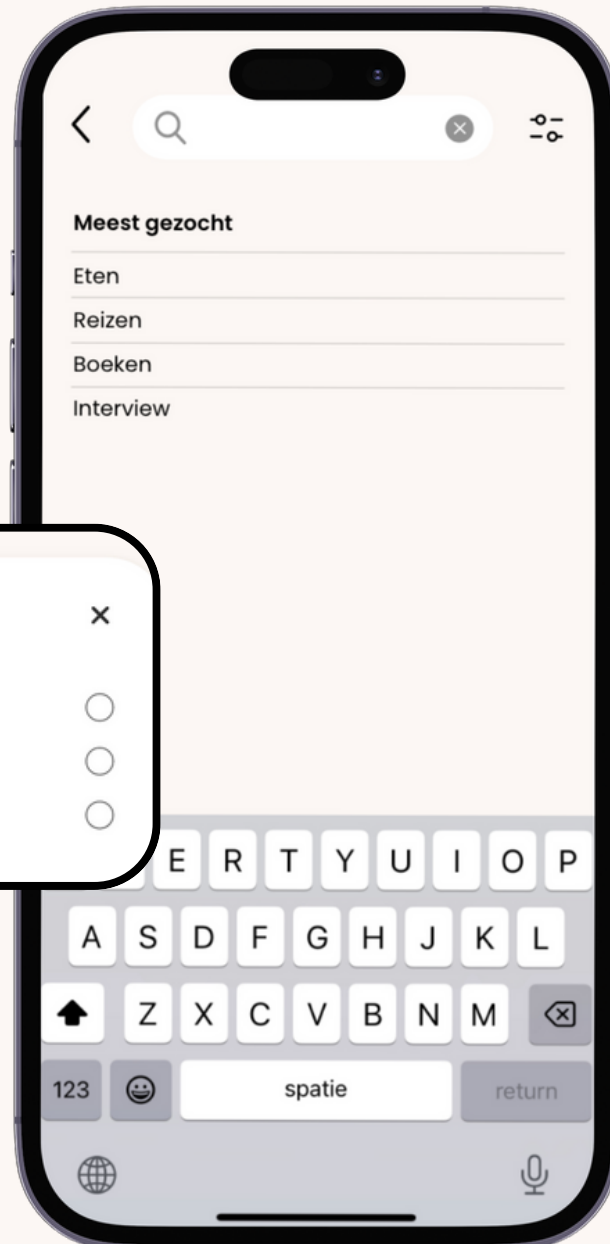 Meest gezocht
Eten
Reizen
Boeken
Interview
E R T Y U I O P
A S D F G H J K L
Z X C V B N M
123 spatie return